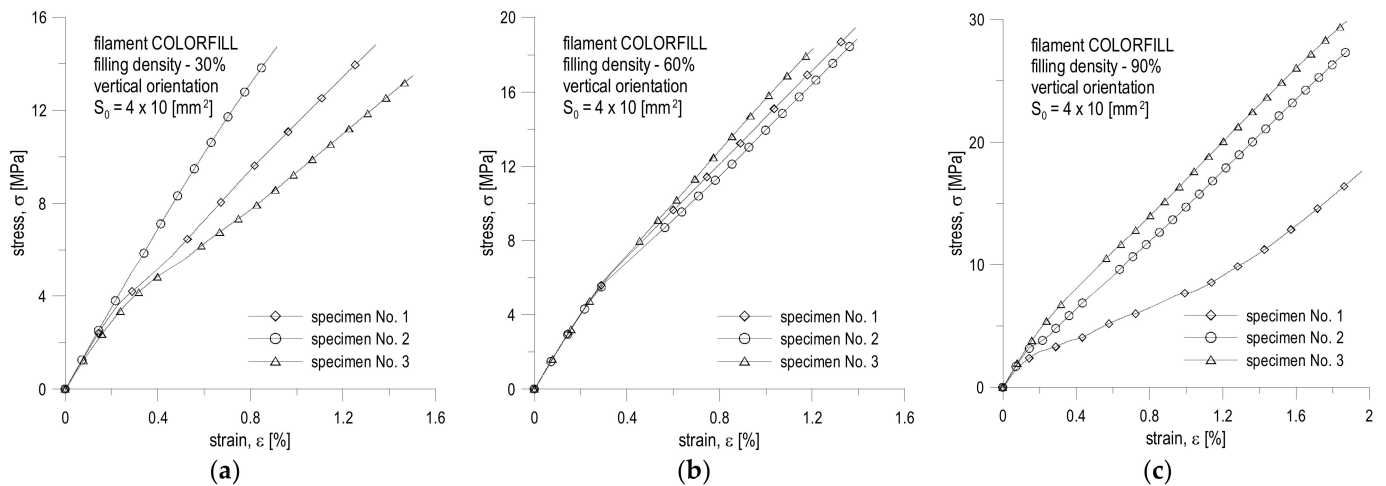 16
12
8
4
0
0
0.4
0.8
1.2
1.6
stress, σ [MPa]
strain, ε [%]
filament COLORFILL
filling density - 30%
vertical orientation
S₀ = 4 x 10 [mm²]
specimen No. 1
specimen No. 2
specimen No. 3
(a)
20
18
16
14
12
10
8
6
4
2
0
0
0.4
0.8
1.2
1.6
stress, σ [MPa]
strain, ε [%]
filament COLORFILL
filling density - 60%
vertical orientation
S₀ = 4 x 10 [mm²]
specimen No. 1
specimen No. 2
specimen No. 3
(b)
30
20
10
0
0
0.4
0.8
1.2
1.6
2
stress, σ [MPa]
strain, ε [%]
filament COLORFILL
filling density - 90%
vertical orientation
S₀ = 4 x 10 [mm²]
specimen No. 1
specimen No. 2
specimen No. 3
(c)